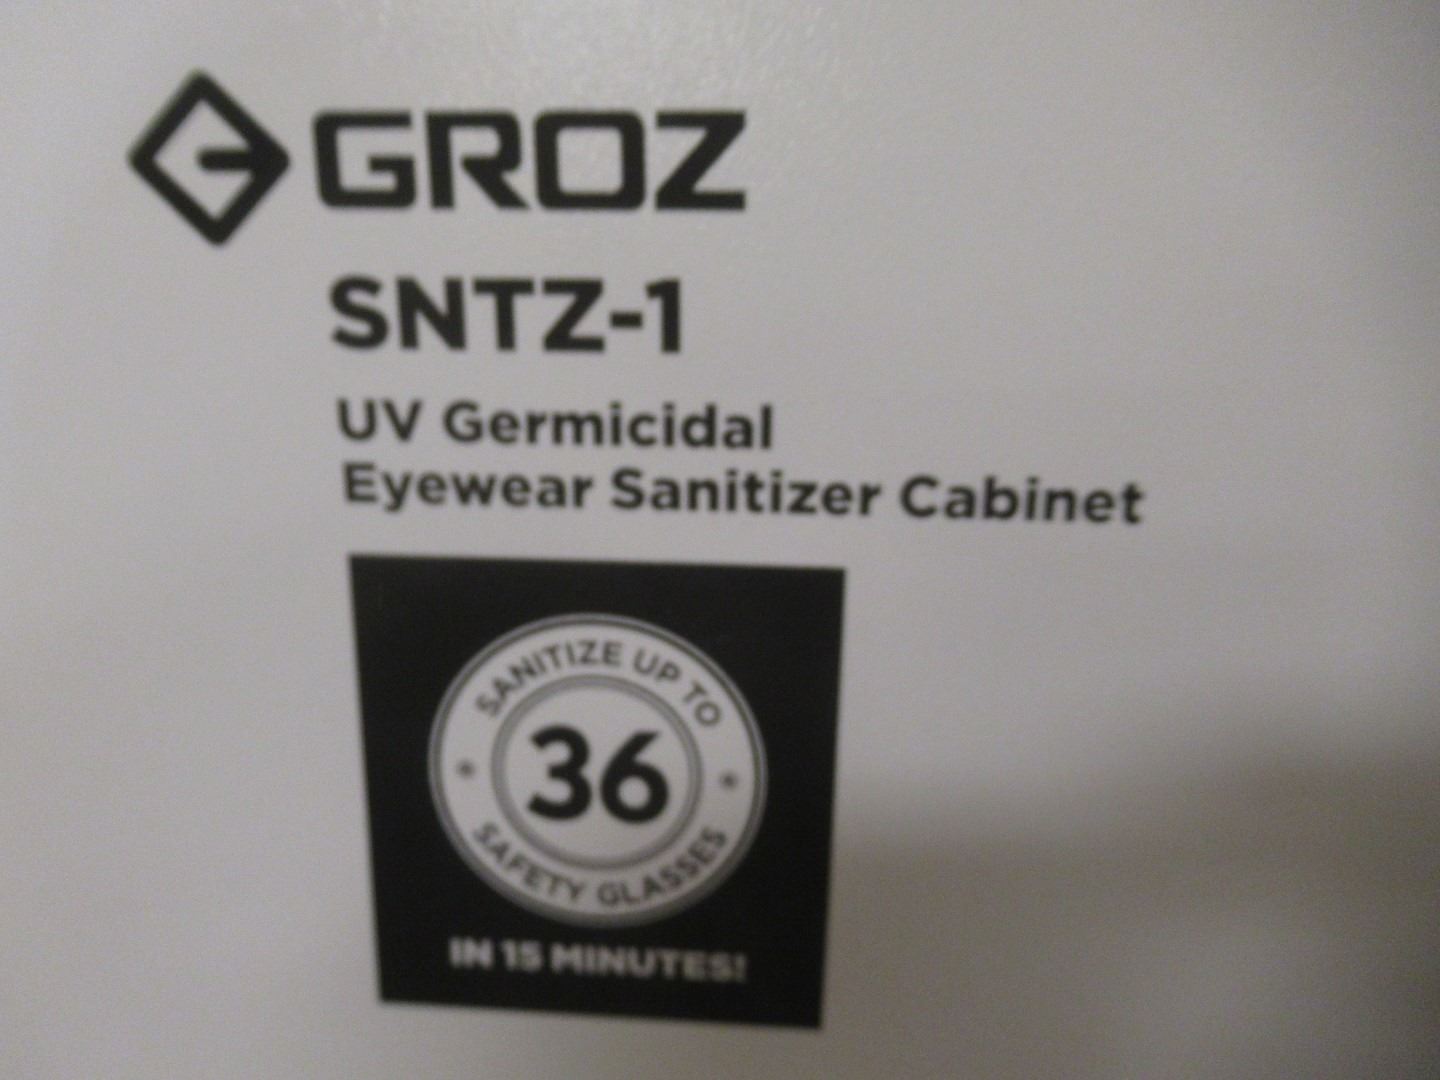 GROZ
SNTZ-1
UV Germicidal
Eyewear Sanitizer Cabinet
SANITIZE UP TO
36
SAFETY GLASSES
IN 15 MINUTES!